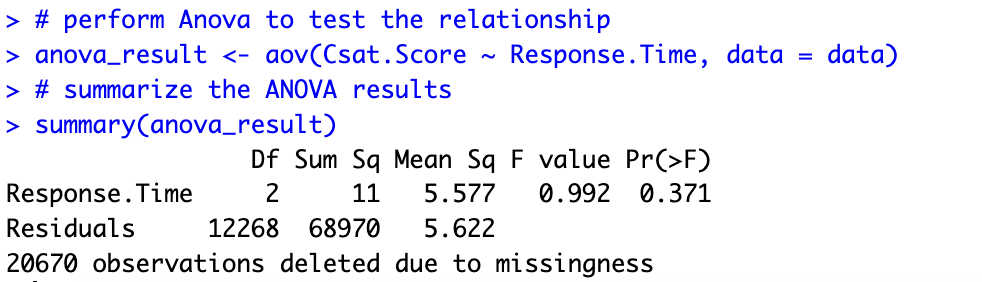 > # perform Anova to test the relationship
> anova_result <- aov(Csat.Score ~ Response.Time, data = data)
> # summarize the ANOVA results
> summary(anova_result)
                 Df Sum Sq Mean Sq F value Pr(>F)
Response.Time     2     11   5.577   0.992  0.371
Residuals     12268  68970   5.622
20670 observations deleted due to missingness